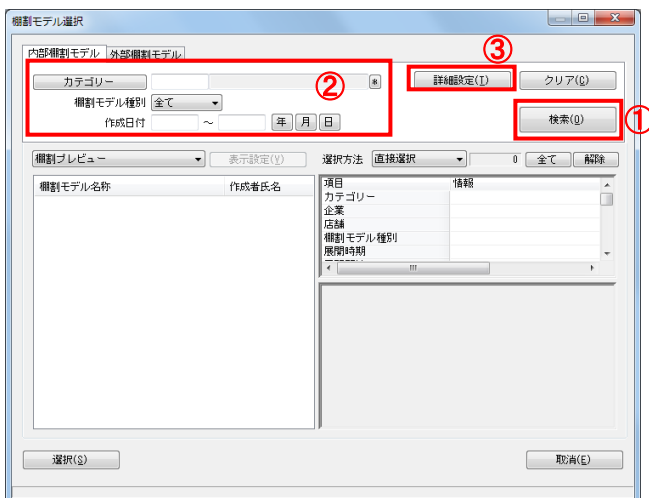 棚割モデル選択
内部棚割モデル 外部棚割モデル
③
カテゴリー * ② 詳細設定(I) クリア(C)
棚割モデル種別 全て
作成日付 ～ 年 月 日 検索(Q) ①
棚割プレビュー 表示設定(V) 選択方法 直接選択 0 全て 解除
棚割モデル名称 作成者氏名 項目 情報
カテゴリー
企業
店舗
棚割モデル種別
展開時期
選択(S) 取消(E)